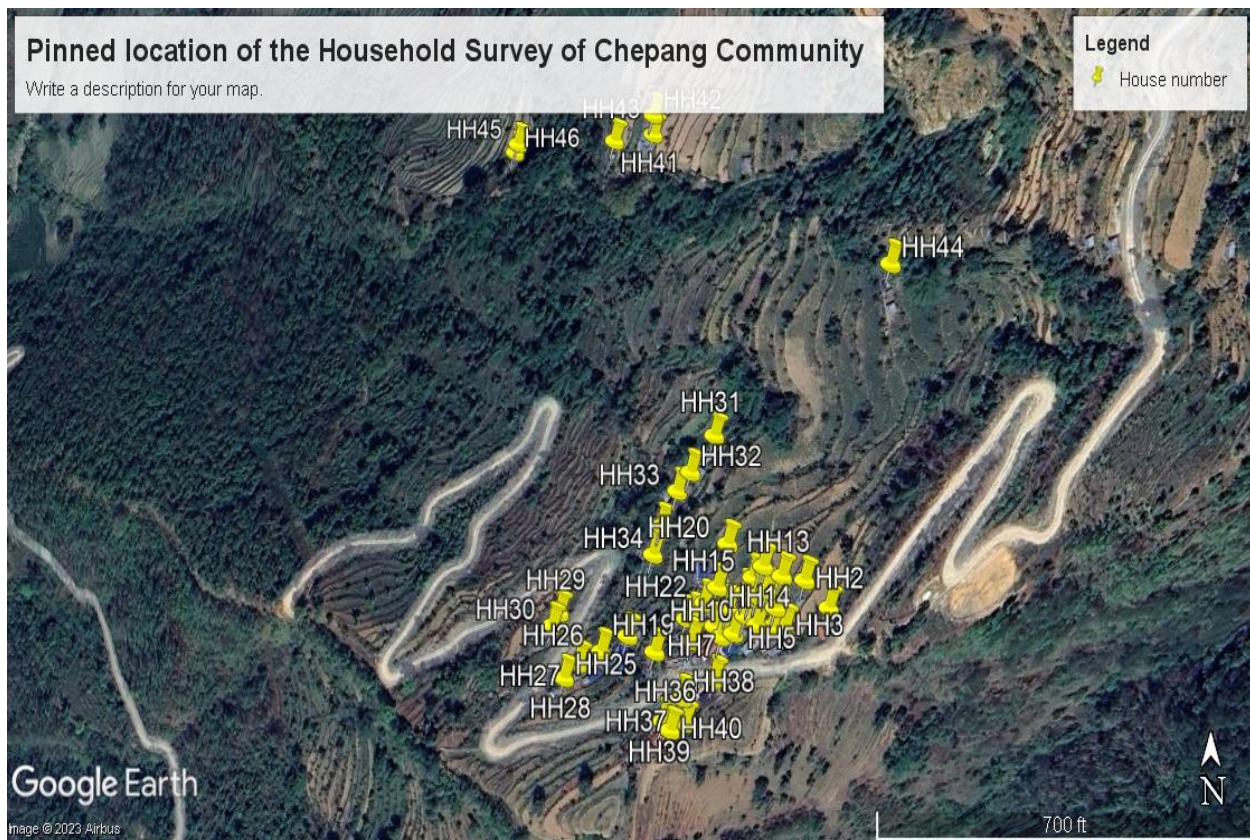 Pinned location of the Household Survey of Chepang Community
Write a description for your map.
Legend
House number
HH43
HH42
HH45
HH46
HH41
HH44
HH31
HH32
HH33
HH20
HH34
HH13
HH15
HH22
HH2
HH29
HH14
HH30
HH10
HH3
HH26
HH19
HH5
HH7
HH25
HH27
HH38
HH28
HH36
HH37
HH40
HH39
Google Earth
Image © 2023 Airbus
N
700 ft